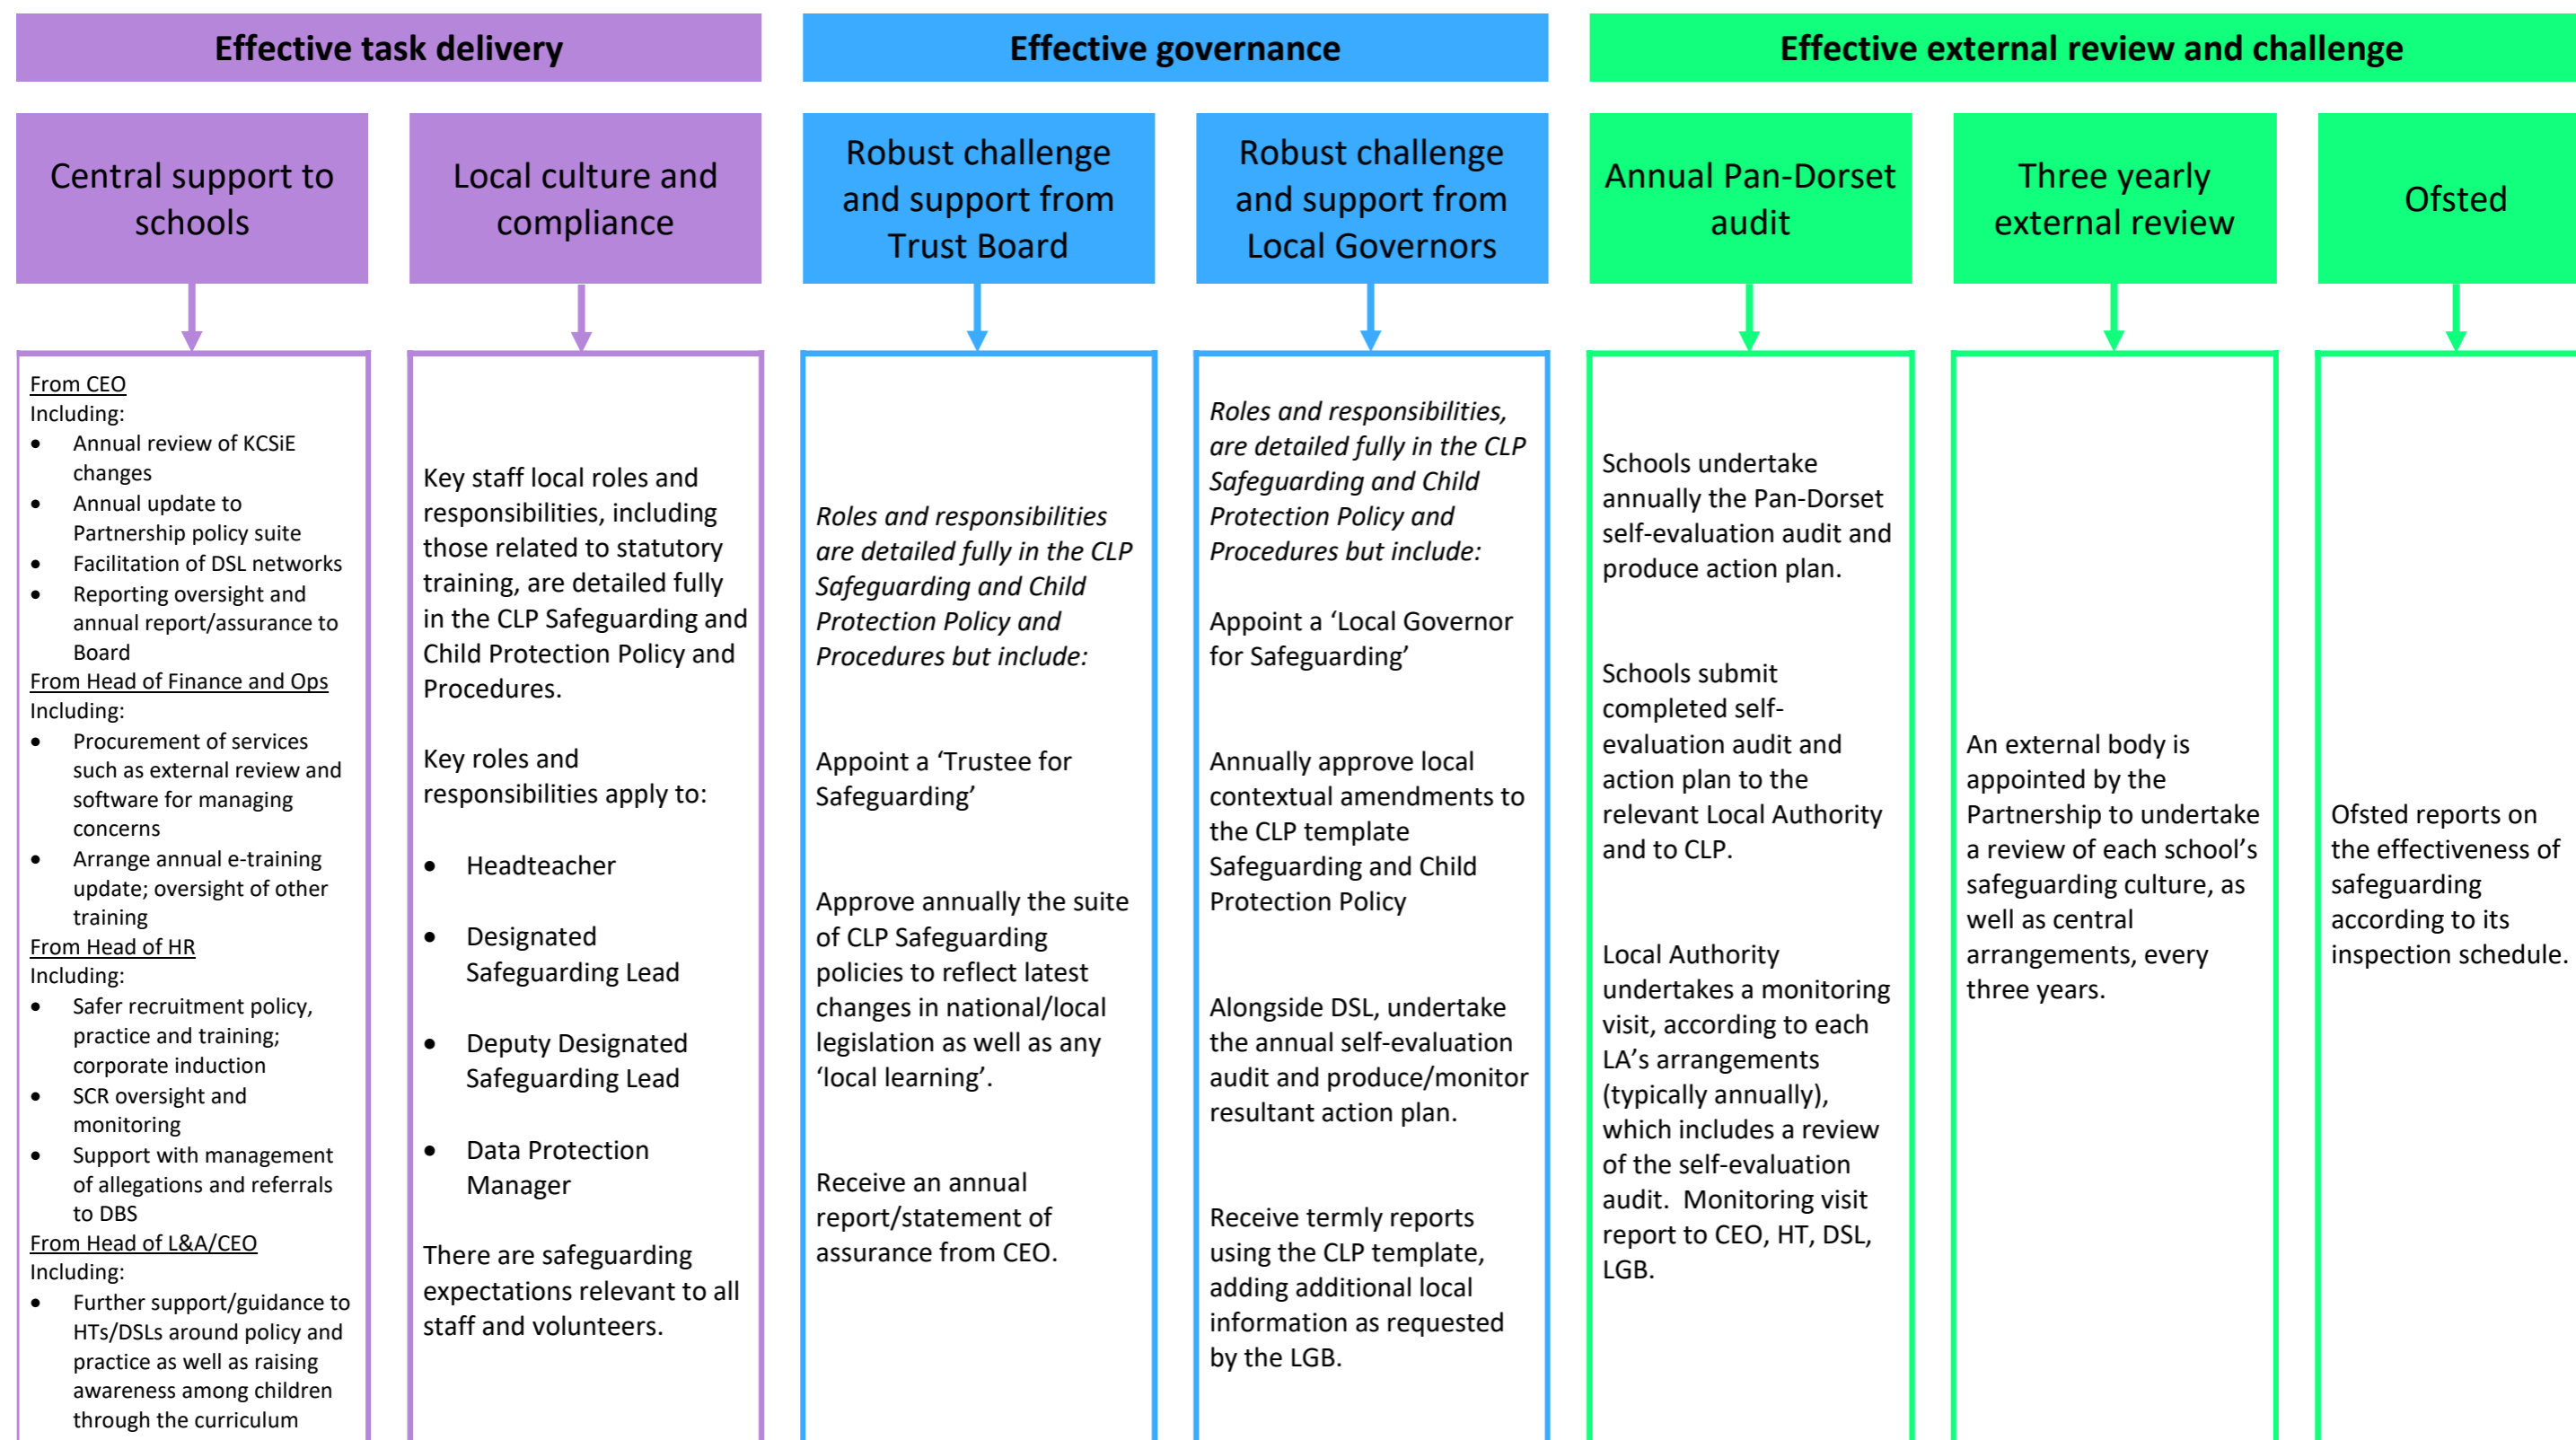 Effective task delivery
Effective governance
Effective external review and challenge
Central support to
schools
Local culture and
compliance
Robust challenge
and support from
Trust Board
Robust challenge
and support from
Local Governors
Annual Pan-Dorset
audit
Three yearly
external review
Ofsted
From CEO
Including:
• Annual review of KCSiE
changes
• Annual update to
Partnership policy suite
• Facilitation of DSL networks
• Reporting oversight and
annual report/assurance to
Board
From Head of Finance and Ops
Including:
• Procurement of services
such as external review and
software for managing
concerns
• Arrange annual e-training
update; oversight of other
training
From Head of HR
Including:
• Safer recruitment policy,
practice and training;
corporate induction
• SCR oversight and
monitoring
• Support with management
of allegations and referrals
to DBS
From Head of L&A/CEO
Including:
• Further support/guidance to
HTs/DSLs around policy and
practice as well as raising
awareness among children
through the curriculum
Key staff local roles and
responsibilities, including
those related to statutory
training, are detailed fully
in the CLP Safeguarding and
Child Protection Policy and
Procedures.
Key roles and
responsibilities apply to:
• Headteacher
• Designated
Safeguarding Lead
• Deputy Designated
Safeguarding Lead
• Data Protection
Manager
There are safeguarding
expectations relevant to all
staff and volunteers.
Roles and responsibilities
are detailed fully in the CLP
Safeguarding and Child
Protection Policy and
Procedures but include:
Appoint a ‘Trustee for
Safeguarding’
Approve annually the suite
of CLP Safeguarding
policies to reflect latest
changes in national/local
legislation as well as any
‘local learning’.
Receive an annual
report/statement of
assurance from CEO.
Roles and responsibilities,
are detailed fully in the CLP
Safeguarding and Child
Protection Policy and
Procedures but include:
Appoint a ‘Local Governor
for Safeguarding’
Annually approve local
contextual amendments to
the CLP template
Safeguarding and Child
Protection Policy
Alongside DSL, undertake
the annual self-evaluation
audit and produce/monitor
resultant action plan.
Receive termly reports
using the CLP template,
adding additional local
information as requested
by the LGB.
Schools undertake
annually the Pan-Dorset
self-evaluation audit and
produce action plan.
Schools submit
completed self-
evaluation audit and
action plan to the
relevant Local Authority
and to CLP.
Local Authority
undertakes a monitoring
visit, according to each
LA’s arrangements
(typically annually),
which includes a review
of the self-evaluation
audit.  Monitoring visit
report to CEO, HT, DSL,
LGB.
An external body is
appointed by the
Partnership to undertake
a review of each school’s
safeguarding culture, as
well as central
arrangements, every
three years.
Ofsted reports on
the effectiveness of
safeguarding
according to its
inspection schedule.